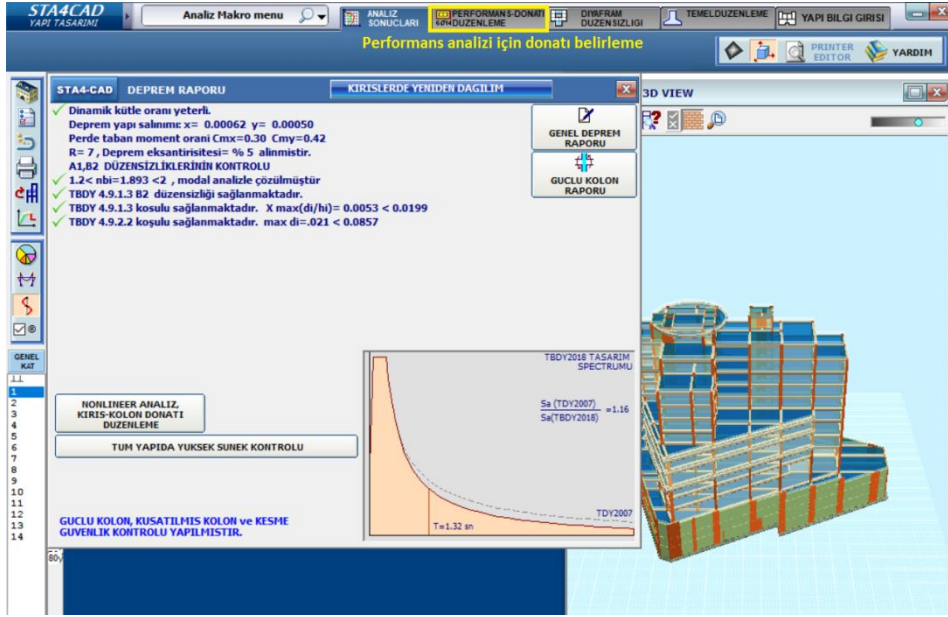 STA4CAD
YAPI TASARIMI
Analiz Makro menu
ANALIZ
SONUCLARI
PERFORMANS-DONATI
DUZENLEME
DIYAFRAM
DUZENSIZLIGI
TEMELDUZENLEME
YAPI BILGI GIRISI
Performans analizi için donatı belirleme
PRINTER
EDITOR
YARDIM
STA4-CAD DEPREM RAPORU
KIRISLERDE YENIDEN DAGILIM
3D VIEW
Dinamik kütle oranı yeterli.
Deprem yapı salınımı: x= 0.00062 y= 0.00050
Perde taban moment orani Cmx=0.30 Cmy=0.42
R= 7 , Deprem eksantirisitesi= % 5 alinmistir.
A1,B2 DÜZENSİZLİKLERİNİN KONTROLU
1.2< nbi=1.893 <2 , modal analizle çözülmüştür
TBDY 4.9.1.3 B2 düzensizliği sağlanmaktadır.
TBDY 4.9.1.3 kosulu sağlanmaktadır. X max(di/hi)= 0.0053 < 0.0199
TBDY 4.9.2.2 koşulu sağlanmaktadır. max di=.021 < 0.0857
GENEL DEPREM
RAPORU
GUCLU KOLON
RAPORU
GENEL
KAT
1
2
3
4
5
6
7
8
9
10
11
12
13
14
NONLINEER ANALIZ,
KIRIS-KOLON DONATI
DUZENLEME
TUM YAPIDA YUKSEK SUNEK KONTROLU
GUCLU KOLON, KUSATILMIS KOLON ve KESME
GUVENLIK KONTROLU YAPILMISTIR.
TBDY2018 TASARIM
SPECTRUMU
Sa (TDY2007)
Sa(TBDY2018)
=1.16
TDY2007
T=1.32 sn